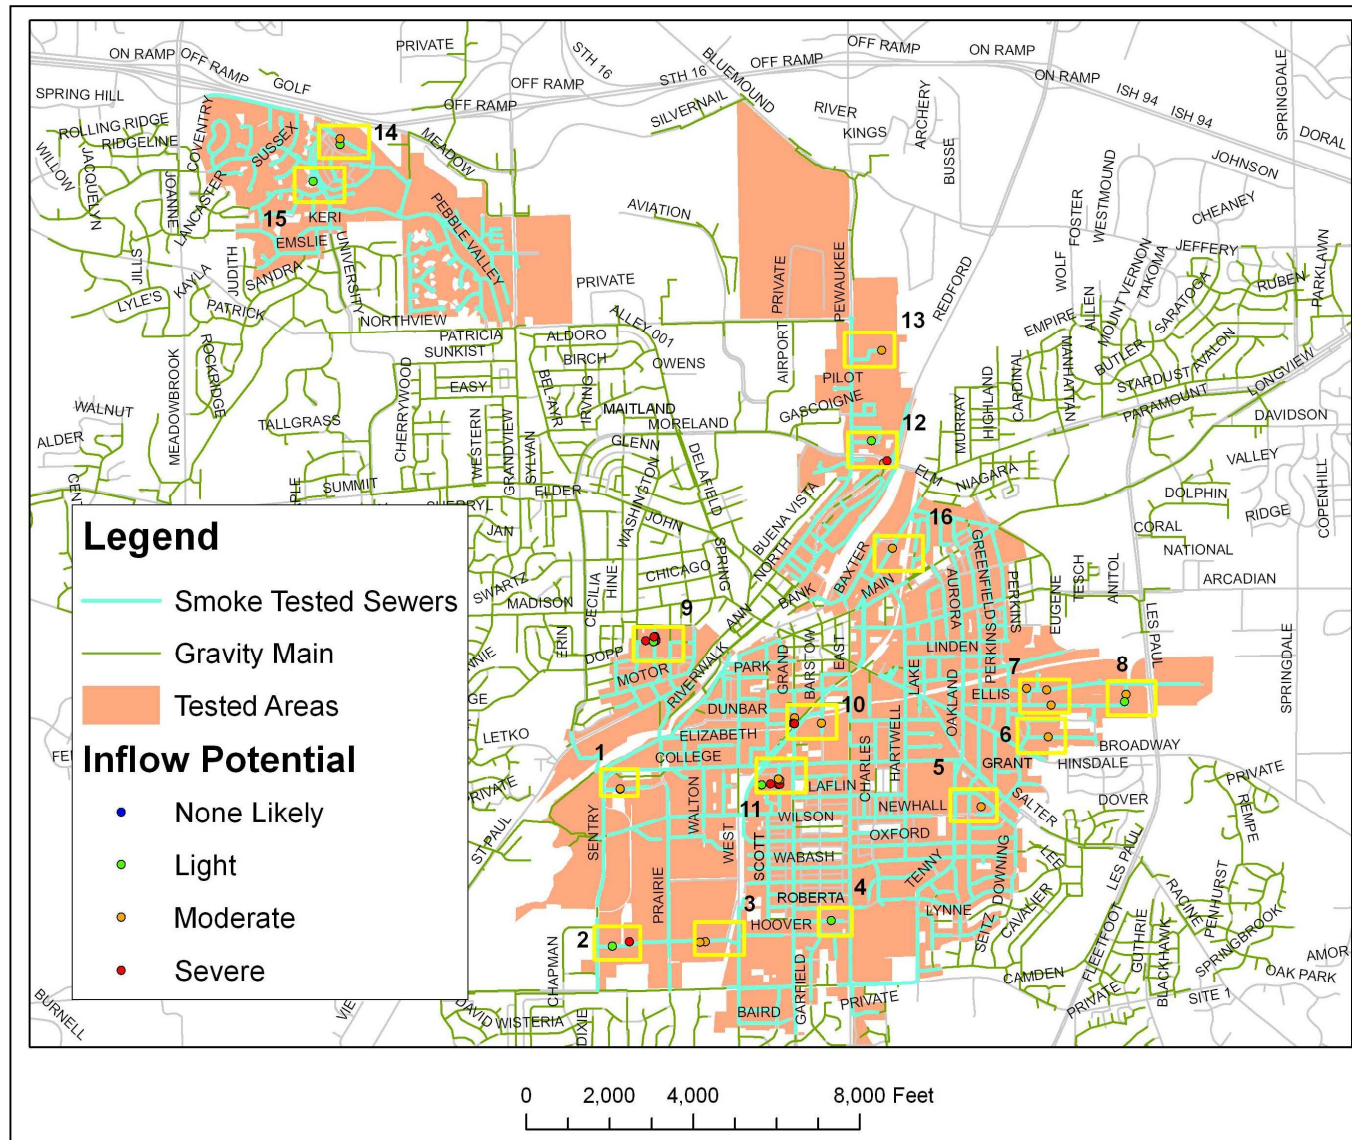 PRIVATE
ON RAMP
OFF RAMP
GOLF
STH 16
BLUEMOUND
OFF RAMP
OFF RAMP
ON RAMP
ON RAMP
STH 16
OFF RAMP
OFF RAMP
ISH 94
ISH 94
SPRINGDALE
DORAL
SPRING HILL
COVENTRY
SILVERNAIL
RIVER
KINGS
ARCHERY
BUSSE
ROLLING RIDGE
RIDGELINE
SUSSEX
14
MEADOW
JOHNSON
WILLOW
JACQUELYN
JOANNE
LANCASTER
15
KERI
EMSLIE
UNIVERSITY
PEBBLE VALLEY
AVIATION
PEWAUKEE
PRIVATE
REDFORD
WOLF
FOSTER
WESTMOUND
CHEANEY
JEFFERY
JILLS
KAYLA
JUDITH
SANDRA
LYLE'S
PATRICK
NORTHVIEW
PRIVATE
ALLEY 001
AIRPORT
13
EMPIRE
ALLEN
MOUNT VERNON
TAKOMA
SARATOGA
RUBEN
PARKLAWN
MEADOWBROOK
ROCKRIDGE
CHERRYWOOD
PATRICIA
SUNKIST
EASY
ALDORO
BIRCH
OWENS
BEL-AYR
IRVING
MAITLAND
MORELAND
PILOT
GASCOIGNE
12
MURRAY
HIGHLAND
CARDINAL
MANHATTAN
BUTLER
STARDUST
AVALON
PARAMOUNT
LONGVIEW
DAVIDSON
WALNUT
ALDER
TALLGRASS
WESTERN
GRANDVIEW
SYLVAN
GLENN
DELAFIELD
ELM
NIAGARA
VALLEY
COPENHILL
SUMMIT
ELDER
WASHINGTON
JOHN
BUENA VISTA
NORTH
16
DOLPHIN
CORAL
RIDGE
NATIONAL
JAN
SWARTZ
MADISON
CECILIA
HINE
CHICAGO
SPRING
BAXTER
MAIN
BANK
ANN
AURORA
GREENFIELD
PERKINS
PERKINS
EUGENE
TESCH
ANITOL
LES PAUL
ARCADIAN
SPRINGDALE
ERIN
DOPP
9
MOTOR
RIVERWALK
PARK
GRAND
BARSTOW
EAST
LAKE
LINDEN
OAKLAND
7
ELLIS
8
LETKO
DUNBAR
10
ELIZABETH
COLLEGE
1
CHARLES
HARTWELL
5
6
GRANT
BROADWAY
HINSDALE
ST PAUL
SENTRY
WALTON
WEST
11
LAFLIN
WILSON
NEWHALL
SALTER
DOVER
PRIVATE
REMPE
SCOTT
WABASH
OXFORD
TENNY
DOWNING
LEE
LES PAUL
PRAIRIE
3
ROBERTA
4
HOOVER
LYNNE
SEITZ
CAVALIER
RACINE
PENHURST
SPRINGBROOK
2
CHAPMAN
GARFIELD
CAMDEN
FLEETFOOT
GUTHRIE
BLACKHAWK
AMOR
OAK PARK
BURNELL
WISTERIA
DIXIE
BAIRD
PRIVATE
PRIVATE
SITE 1
Legend
Smoke Tested Sewers
Gravity Main
Tested Areas
Inflow Potential
None Likely
Light
Moderate
Severe
0 2,000 4,000 8,000 Feet